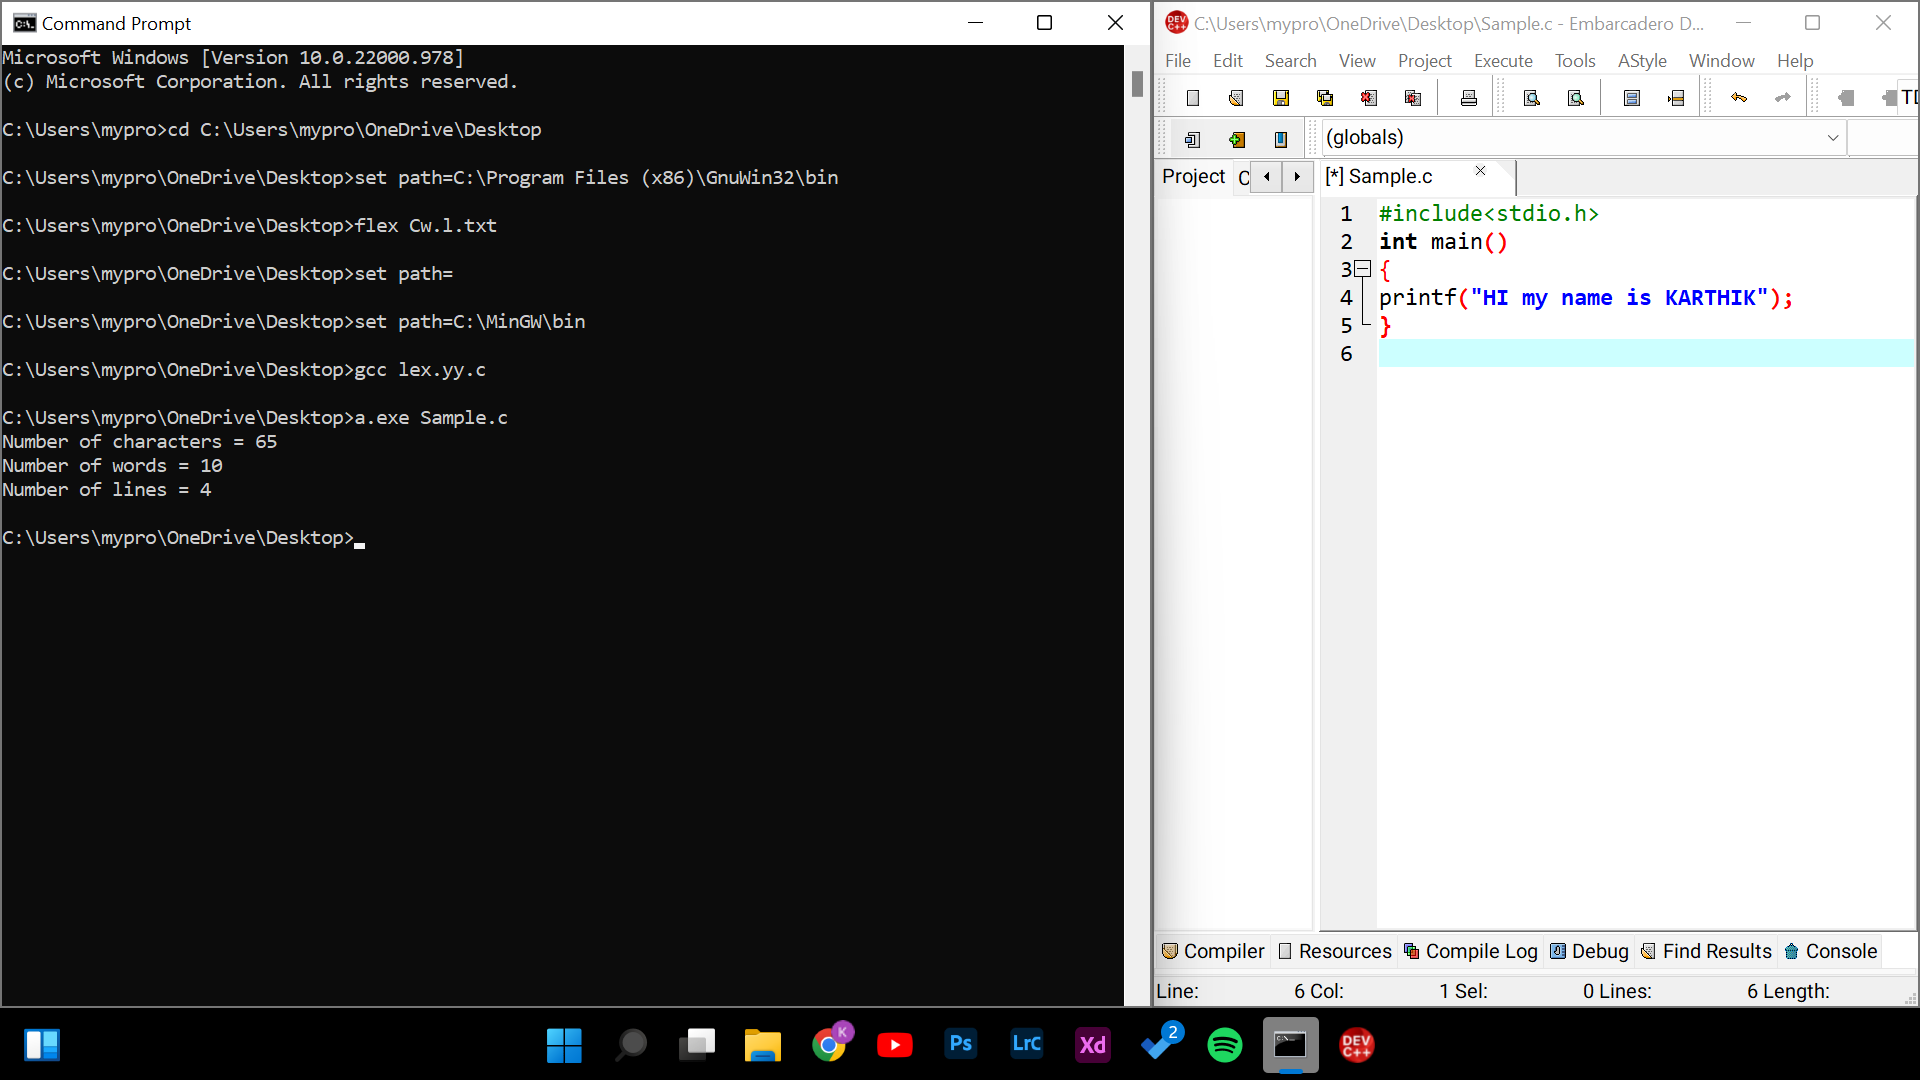 Command Prompt
Microsoft Windows [Version 10.0.22000.978]
(c) Microsoft Corporation. All rights reserved.
C:\Users\mypro>cd C:\Users\mypro\OneDrive\Desktop
C:\Users\mypro\OneDrive\Desktop>set path=C:\Program Files (x86)\GnuWin32\bin
C:\Users\mypro\OneDrive\Desktop>flex Cw.l.txt
C:\Users\mypro\OneDrive\Desktop>set path=
C:\Users\mypro\OneDrive\Desktop>set path=C:\MinGW\bin
C:\Users\mypro\OneDrive\Desktop>gcc lex.yy.c
C:\Users\mypro\OneDrive\Desktop>a.exe Sample.c
Number of characters = 65
Number of words = 10
Number of lines = 4
C:\Users\mypro\OneDrive\Desktop>
DEV C++ C:\Users\mypro\OneDrive\Desktop\Sample.c - Embarcadero D...
File Edit Search View Project Execute Tools AStyle Window Help
TD
(globals)
Project C [*] Sample.c
1 #include<stdio.h>
2 int main()
3 {
4 printf("HI my name is KARTHIK");
5 }
6
Compiler Resources Compile Log Debug Find Results Console
Line: 6 Col: 1 Sel: 0 Lines: 6 Length:
K Ps LrC Xd 2 DEV C++